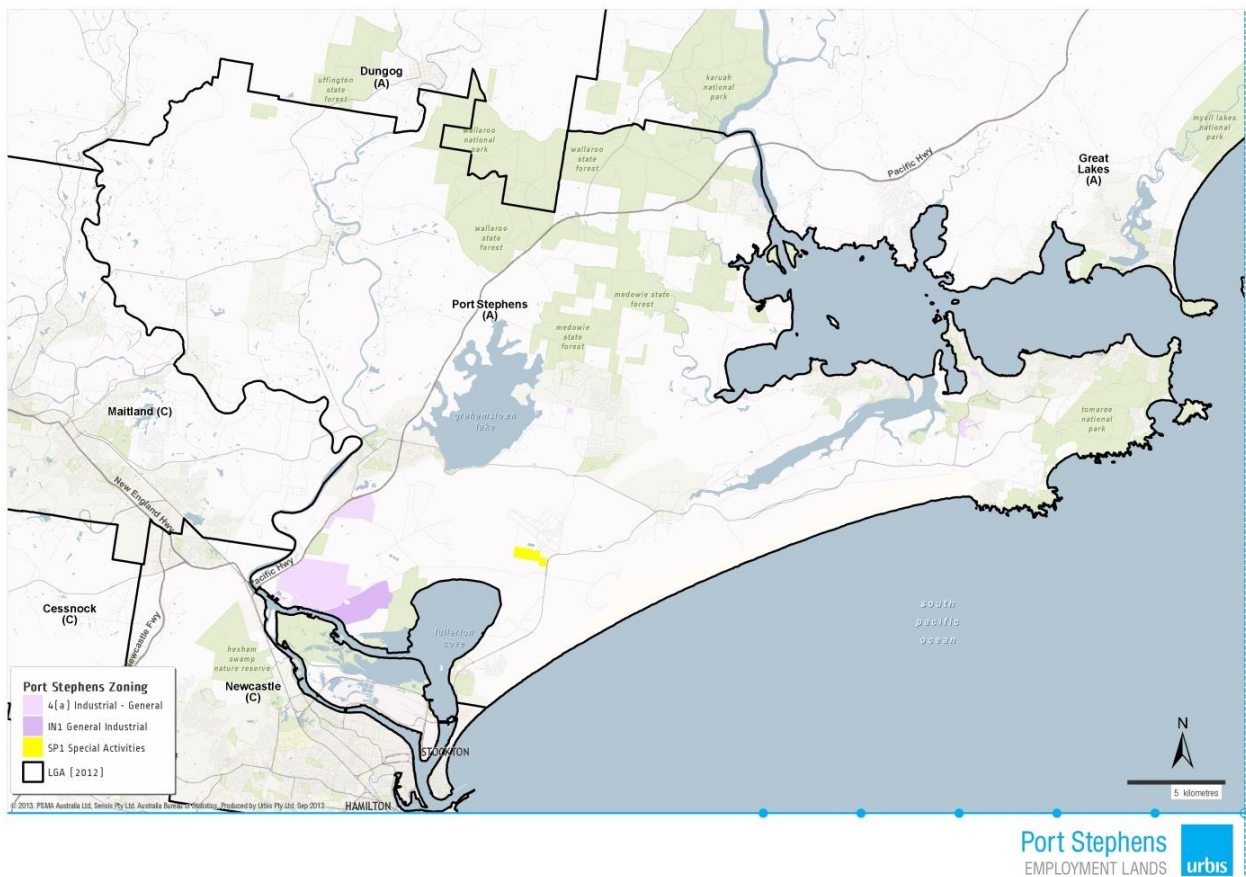 Dungog
(A)
uffington
state
forest
karuah
national
park
wallaroo
national
park
wallaroo
state
forest
myall lakes
national
park
Pacific Hwy
Great
Lakes
(A)
wallaroo
state
forest
Port Stephens
(A)
medowie state
forest
medowie
state
forest
Maitland (C)
grahamstown
lake
tomaree
national
park
New England Hwy
Pacific Hwy
Cessnock
(C)
Newcastle Fwy
south
pacific
ocean
fullerton
cove
hexham
swamp
nature reserve
Newcastle
(C)
Port Stephens Zoning
4(a) Industrial - General
IN1 General Industrial
SP1 Special Activities
LGA (2012)
STOCKTON
HAMILTON
N
5 kilometres
© 2013. PSMA Australia Ltd, Sensis Pty Ltd, Australia Bureau of Statistics, Produced by Urbis Pty Ltd, Sep 2013
Port Stephens
EMPLOYMENT LANDS
urbis